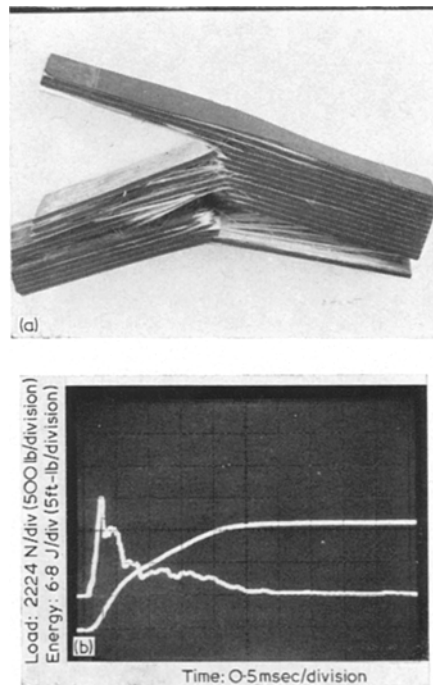 (a)
Load: 2224 N/div (500 lb/division)
Energy: 6·8 J/div (5ft-lb/division)
(b)
Time: 0·5msec/division